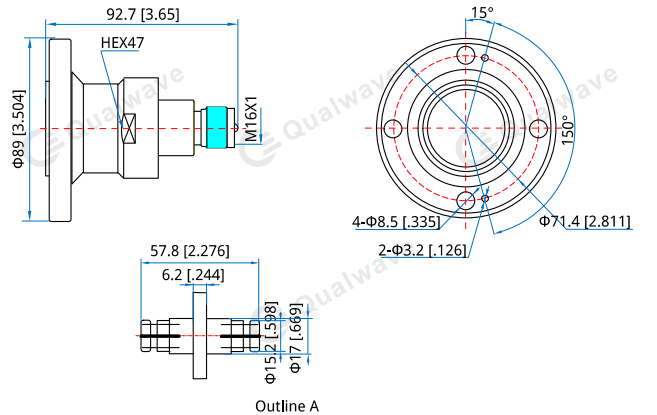 92.7 [3.65]
15°
HEX47
Φ89 [3.504]
M16X1
150°
Qualwave
Qualwave
Qualwave
4-Φ8.5 [.335]
Φ71.4 [2.811]
2-Φ3.2 [.126]
57.8 [2.276]
6.2 [.244]
Φ15.2 [.598]
Φ17 [.669]
Qualwave
Outline A